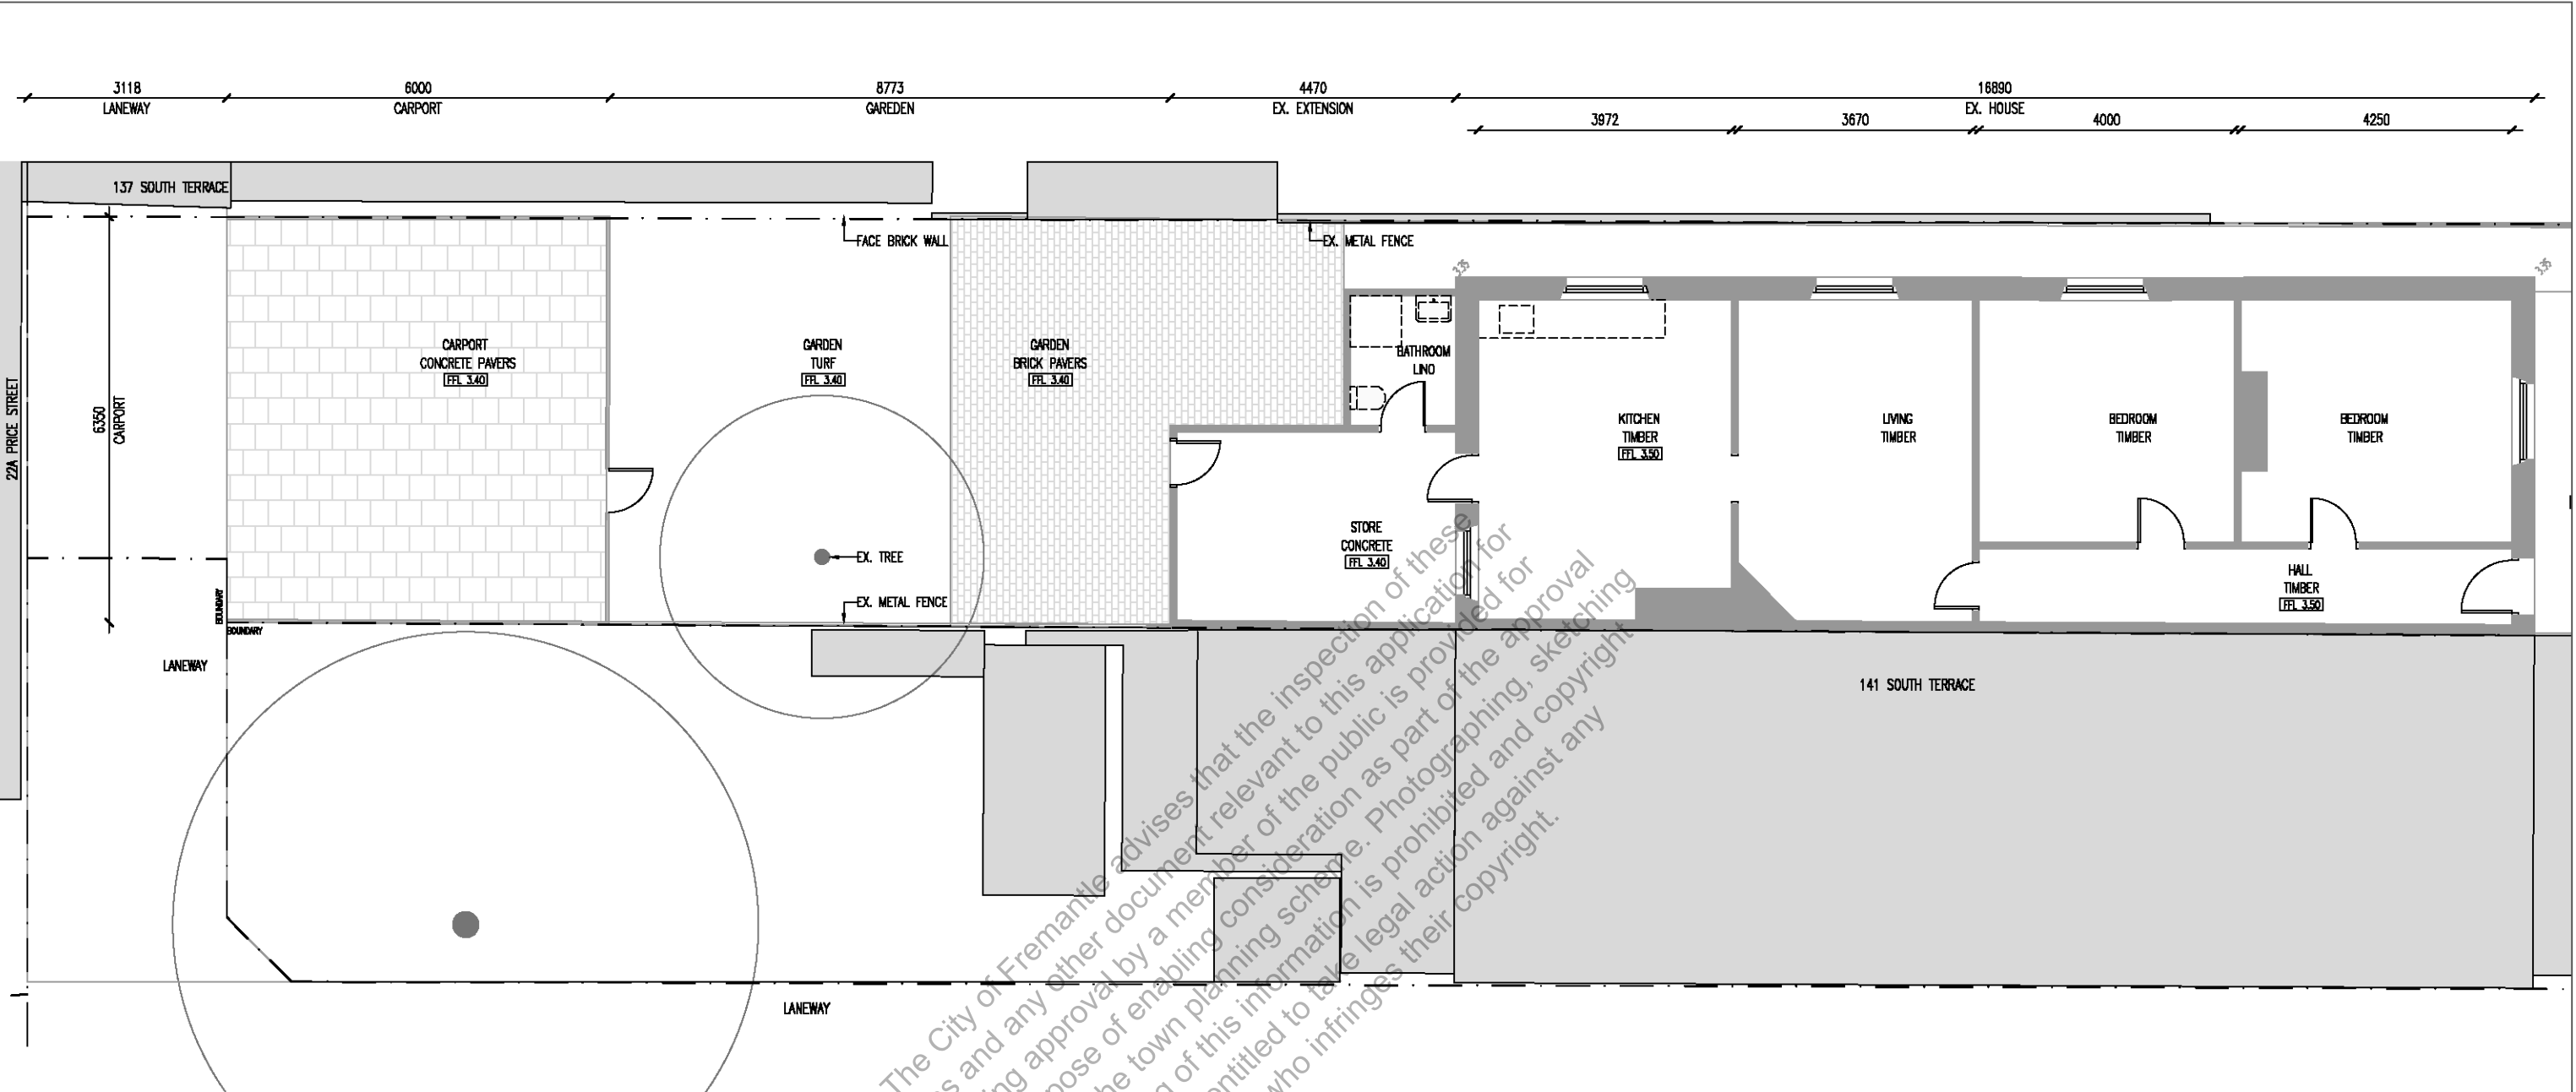 3118
LANEWAY
6000
CARPORT
8773
GAREDEN
4470
EX. EXTENSION
16890
EX. HOUSE
3972
3670
4000
4250
137 SOUTH TERRACE
FACE BRICK WALL
EX. METAL FENCE
3.35
3.35
22A PRICE STREET
6350
CARPORT
CARPORT
CONCRETE PAVERS
FFL 3.40
GARDEN
TURF
FFL 3.40
GARDEN
BRICK PAVERS
FFL 3.40
BATHROOM
LINO
KITCHEN
TIMBER
FFL 3.50
LIVING
TIMBER
BEDROOM
TIMBER
BEDROOM
TIMBER
STORE
CONCRETE
FFL 3.40
EX. TREE
EX. METAL FENCE
HALL
TIMBER
FFL 3.50
BOUNDARY
BOUNDARY
LANEWAY
141 SOUTH TERRACE
LANEWAY
The City of Fremantle advises that the inspection of these
and any other document relevant to this application for
approval by a member of the public is provided for
of enabling consideration as part of the approval
town planning scheme. Photographing, sketching
of this information is prohibited and copyright
entitled to take legal action against any
who infringes their copyright.